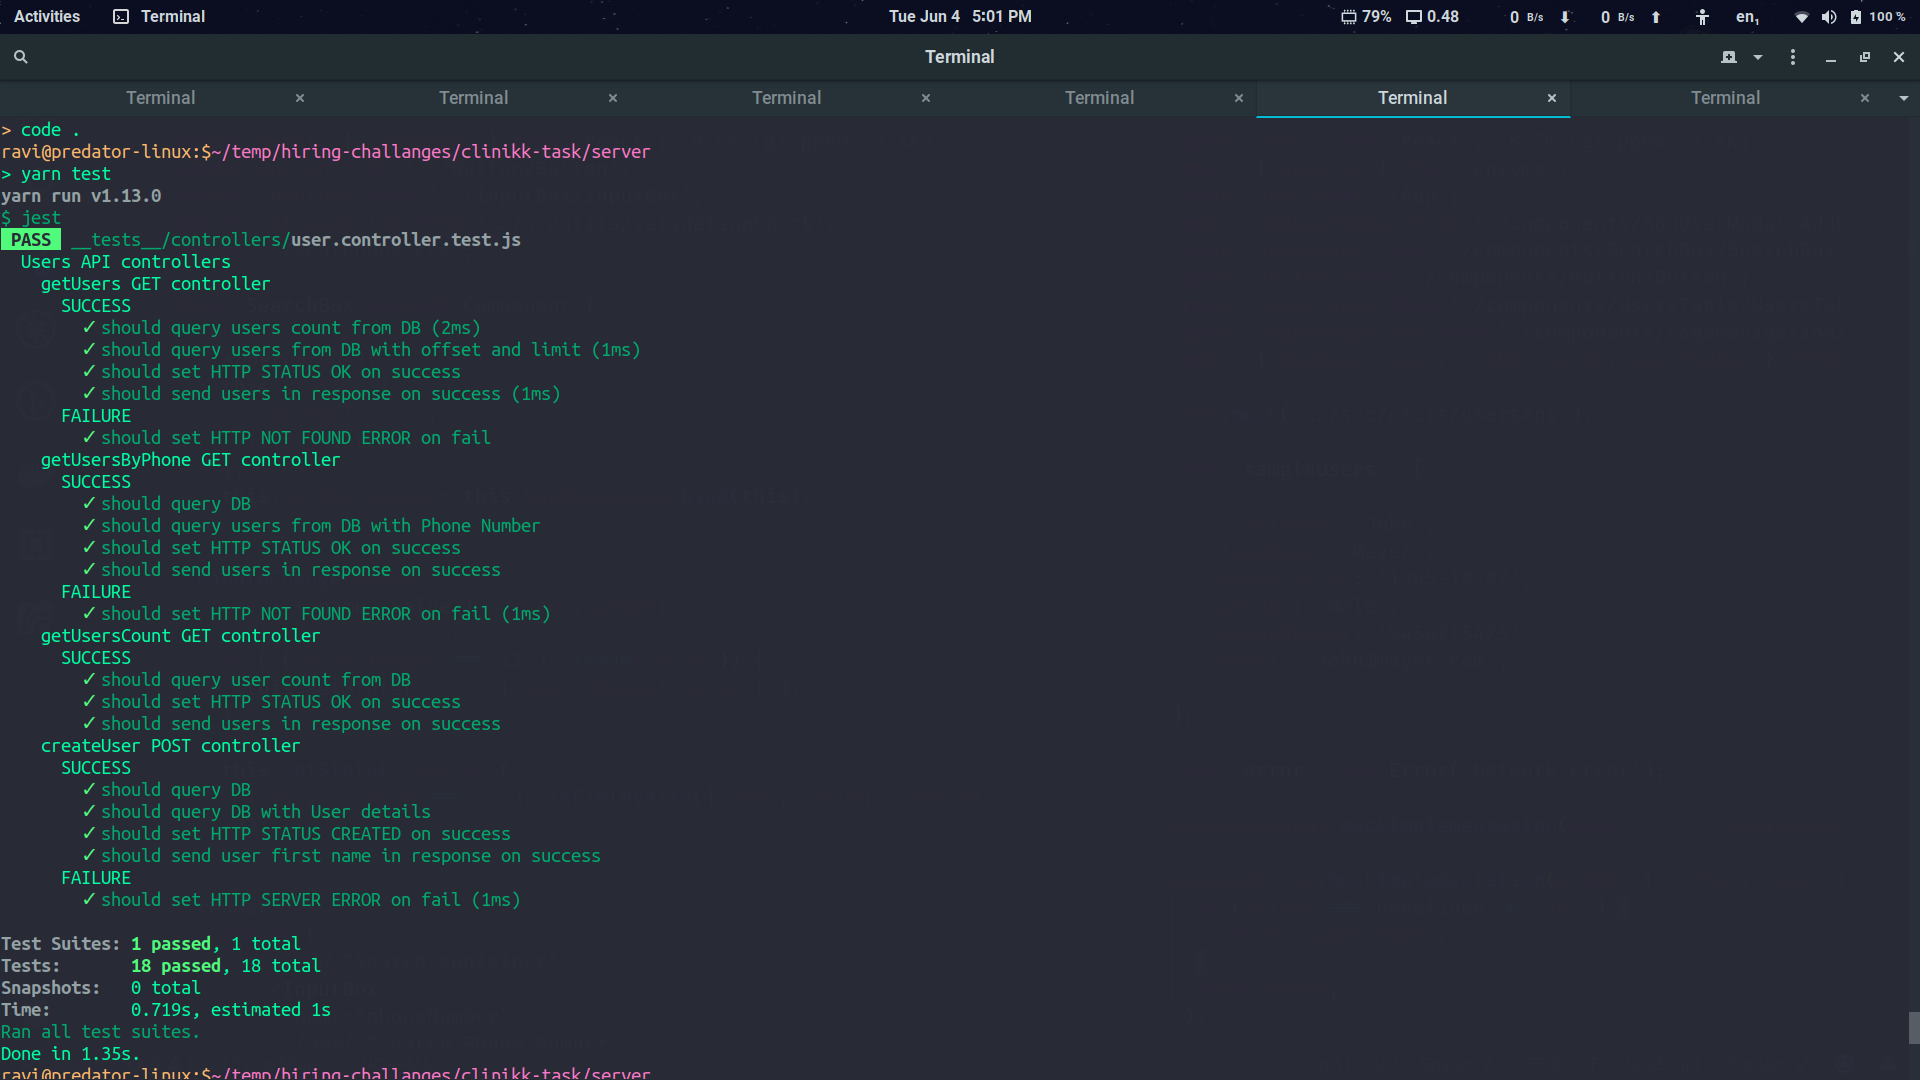 Activities Terminal Tue Jun 4 5:01 PM 79% 0.48 0 B/s 0 B/s en₁ 100 %
Terminal
Terminal Terminal Terminal Terminal Terminal Terminal
> code .
ravi@predator-linux:$~/temp/hiring-challanges/clinikk-task/server
> yarn test
yarn run v1.13.0
$ jest
PASS __tests__/controllers/user.controller.test.js
Users API controllers
getUsers GET controller
SUCCESS
✓ should query users count from DB (2ms)
✓ should query users from DB with offset and limit (1ms)
✓ should set HTTP STATUS OK on success
✓ should send users in response on success (1ms)
FAILURE
✓ should set HTTP NOT FOUND ERROR on fail
getUsersByPhone GET controller
SUCCESS
✓ should query DB
✓ should query users from DB with Phone Number
✓ should set HTTP STATUS OK on success
✓ should send users in response on success
FAILURE
✓ should set HTTP NOT FOUND ERROR on fail (1ms)
getUsersCount GET controller
SUCCESS
✓ should query user count from DB
✓ should set HTTP STATUS OK on success
✓ should send users in response on success
createUser POST controller
SUCCESS
✓ should query DB
✓ should query DB with User details
✓ should set HTTP STATUS CREATED on success
✓ should send user first name in response on success
FAILURE
✓ should set HTTP SERVER ERROR on fail (1ms)
Test Suites: 1 passed, 1 total
Tests: 18 passed, 18 total
Snapshots: 0 total
Time: 0.719s, estimated 1s
Ran all test suites.
Done in 1.35s.
ravi@predator-linux:$~/temp/hiring-challanges/clinikk-task/server